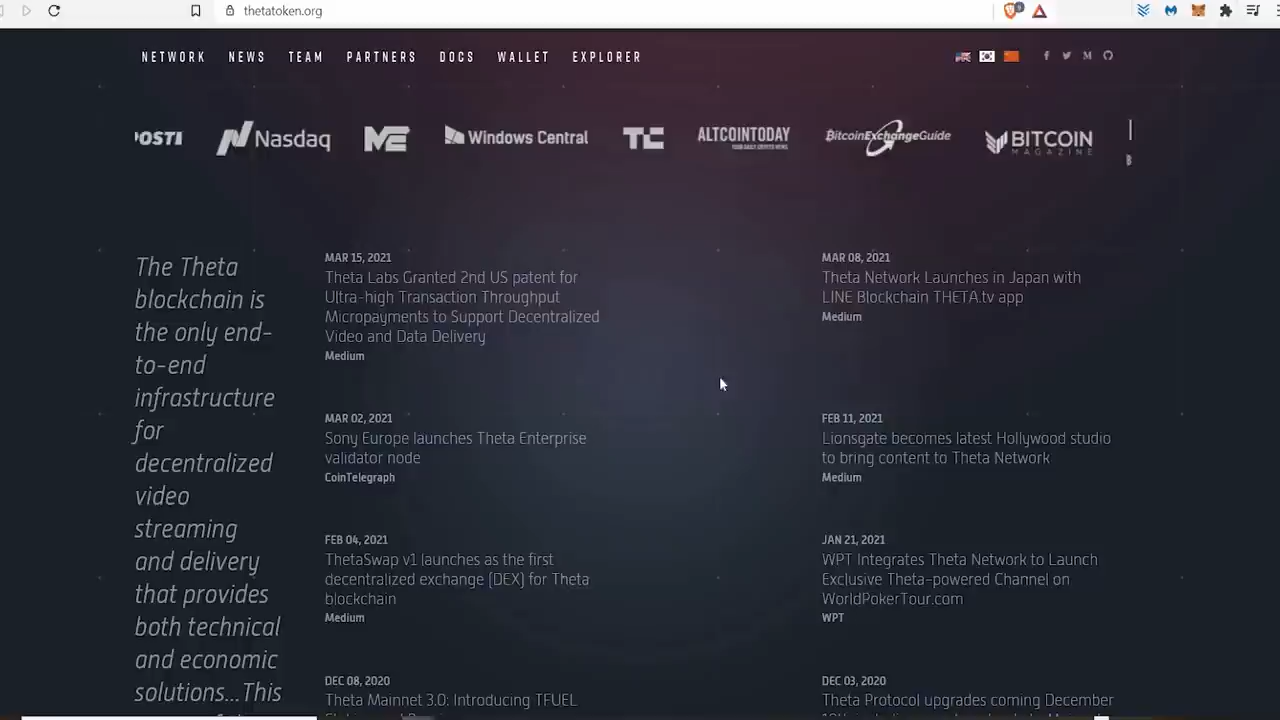 thetatoken.org
NETWORK NEWS TEAM PARTNERS DOCS WALLET EXPLORER
POSTI Nasdaq ME Windows Central TC ALTCOINTODAY BitcoinExchangeGuide BITCOIN
YOUR DAILY CRYPTO NEWS MAGAZINE
B
The Theta
blockchain is
the only end-
to-end
infrastructure
for
decentralized
video
streaming
and delivery
that provides
both technical
and economic
solutions...This
MAR 15, 2021
Theta Labs Granted 2nd US patent for
Ultra-high Transaction Throughput
Micropayments to Support Decentralized
Video and Data Delivery
Medium
MAR 08, 2021
Theta Network Launches in Japan with
LINE Blockchain THETA.tv app
Medium
MAR 02, 2021
Sony Europe launches Theta Enterprise
validator node
CoinTelegraph
FEB 11, 2021
Lionsgate becomes latest Hollywood studio
to bring content to Theta Network
Medium
FEB 04, 2021
ThetaSwap v1 launches as the first
decentralized exchange (DEX) for Theta
blockchain
Medium
JAN 21, 2021
WPT Integrates Theta Network to Launch
Exclusive Theta-powered Channel on
WorldPokerTour.com
WPT
DEC 08, 2020
Theta Mainnet 3.0: Introducing TFUEL
DEC 03, 2020
Theta Protocol upgrades coming December